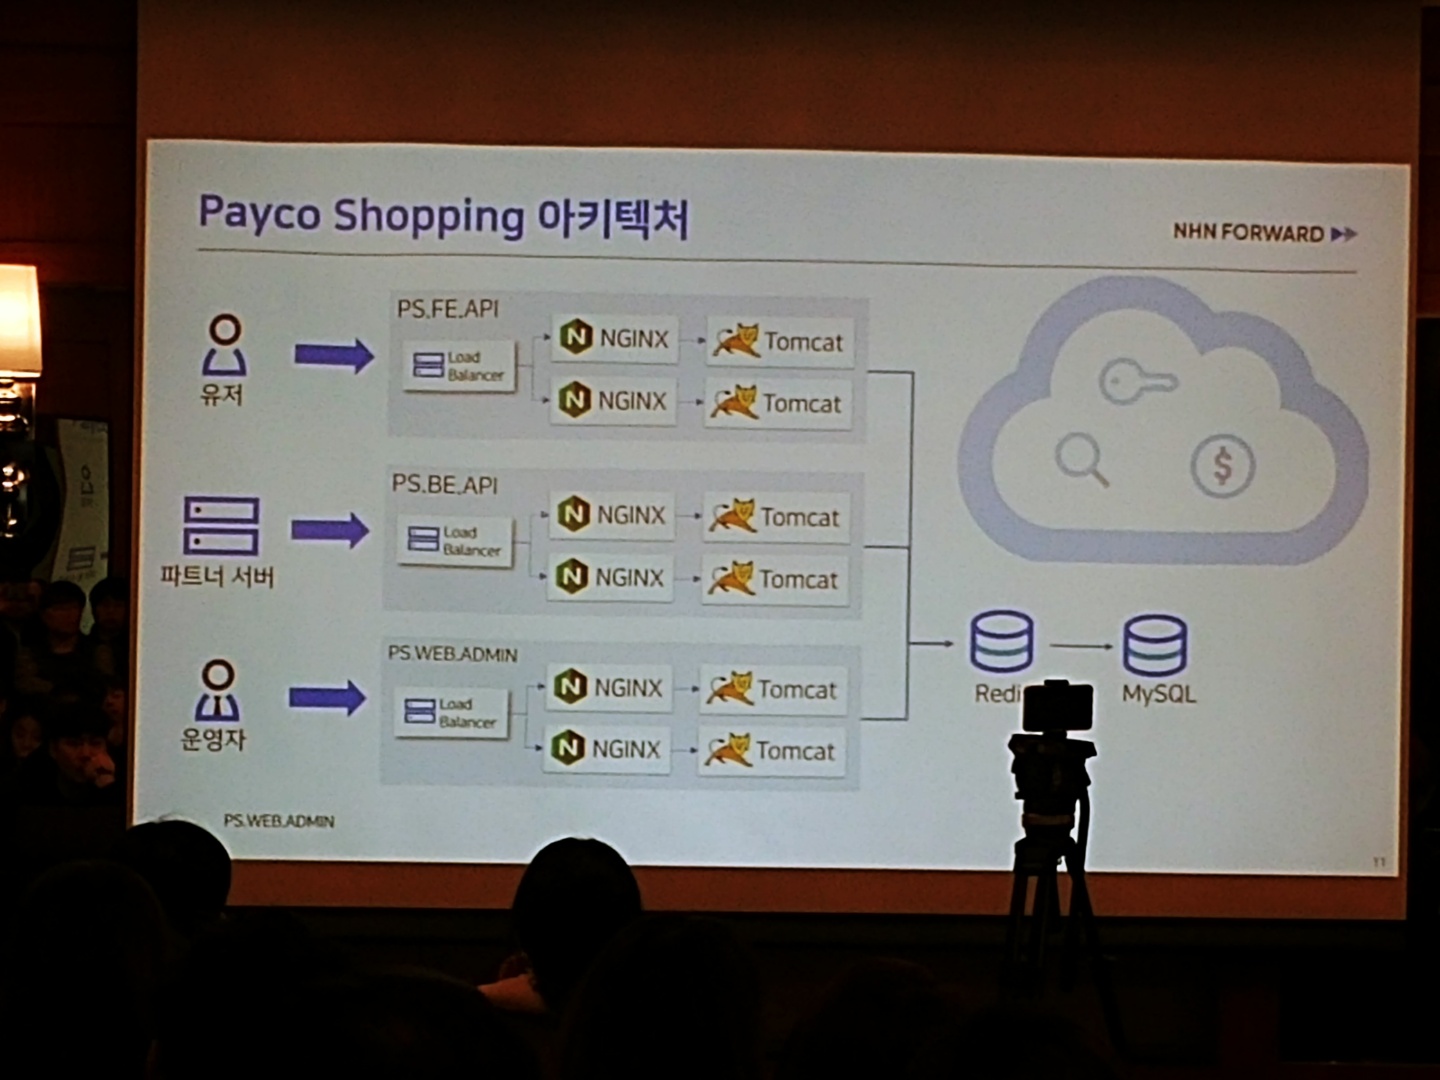 Payco Shopping 아키텍처
NHN FORWARD
유저
PS.FE.API
Load
Balancer
NGINX
Tomcat
NGINX
Tomcat
파트너 서버
PS.BE.API
Load
Balancer
NGINX
Tomcat
NGINX
Tomcat
운영자
PS.WEB.ADMIN
Load
Balancer
NGINX
Tomcat
NGINX
Tomcat
$
Redi
MySQL
PS.WEB.ADMIN
11